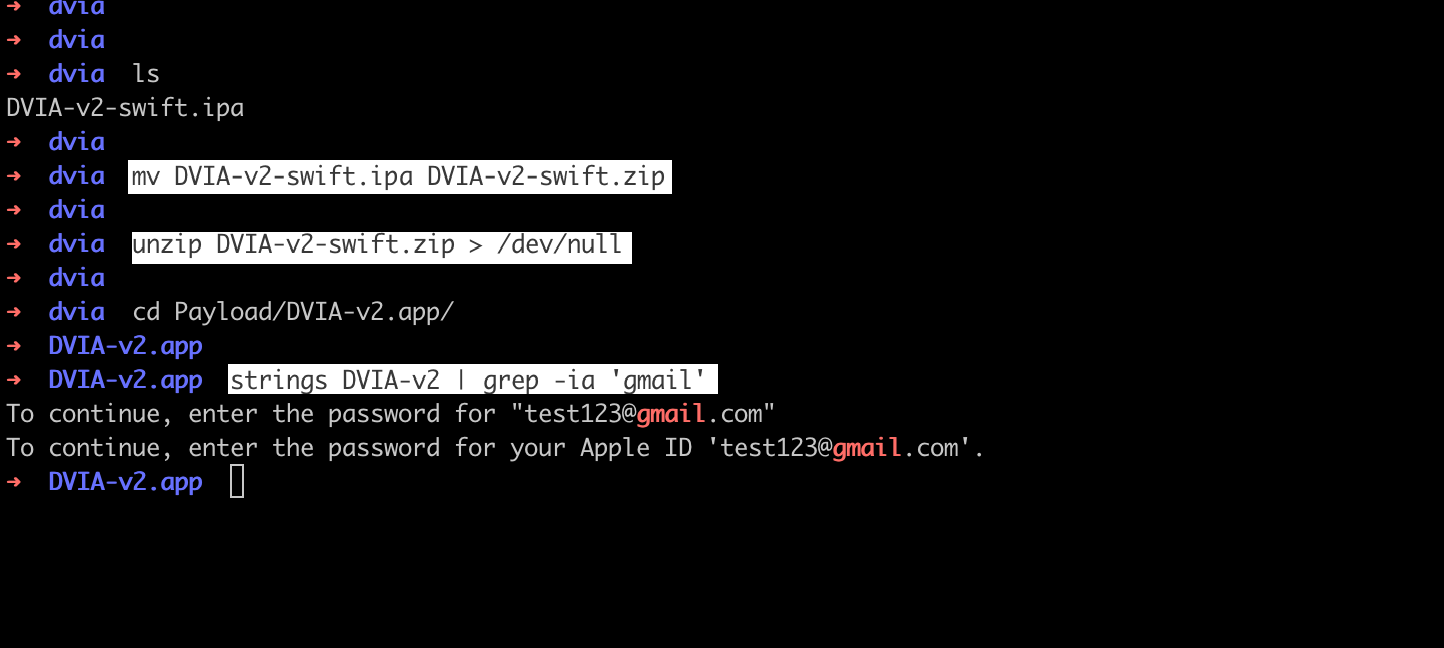 ➜ dvia
➜ dvia
➜ dvia ls
DVIA-v2-swift.ipa
➜ dvia
➜ dvia mv DVIA-v2-swift.ipa DVIA-v2-swift.zip
➜ dvia
➜ dvia unzip DVIA-v2-swift.zip > /dev/null
➜ dvia
➜ dvia cd Payload/DVIA-v2.app/
➜ DVIA-v2.app
➜ DVIA-v2.app strings DVIA-v2 | grep -ia 'gmail'
To continue, enter the password for "test123@gmail.com"
To continue, enter the password for your Apple ID 'test123@gmail.com'.
➜ DVIA-v2.app